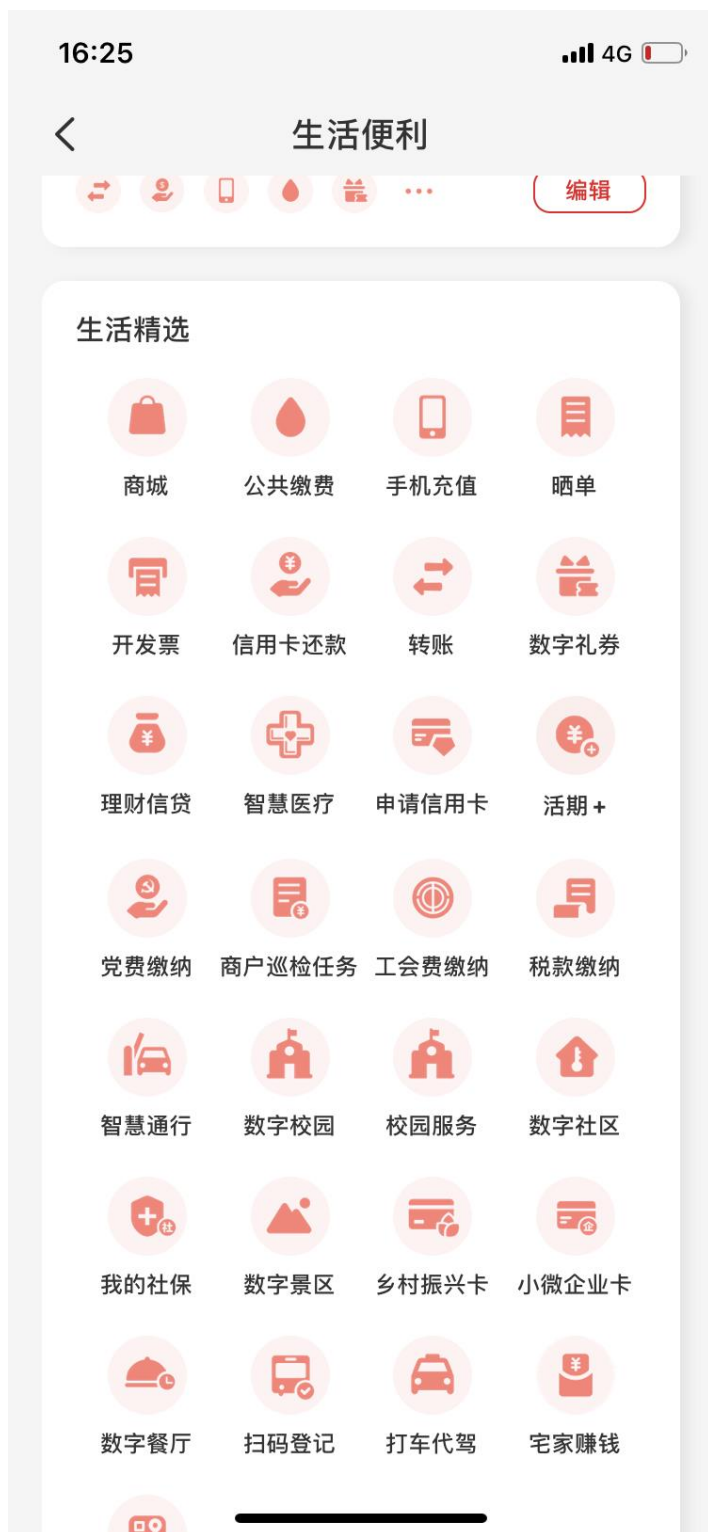 16:25
4G
生活便利
编辑
生活精选
商城 公共缴费 手机充值 晒单
开发票 信用卡还款 转账 数字礼券
理财信贷 智慧医疗 申请信用卡 活期+
党费缴纳 商户巡检任务 工会费缴纳 税款缴纳
智慧通行 数字校园 校园服务 数字社区
社 企
我的社保 数字景区 乡村振兴卡 小微企业卡
数字餐厅 扫码登记 打车代驾 宅家赚钱